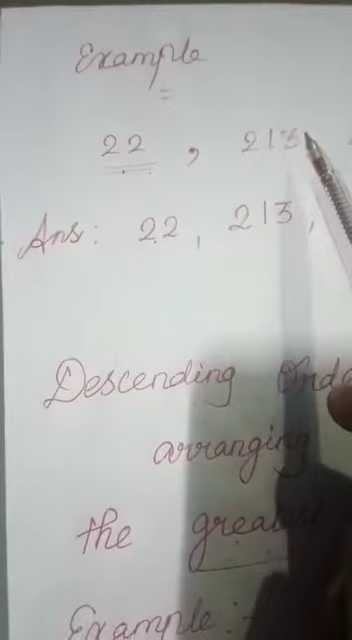 Example
=
22 , 213
Ans: 22, 213,
Descending
arranging
the
Example :-